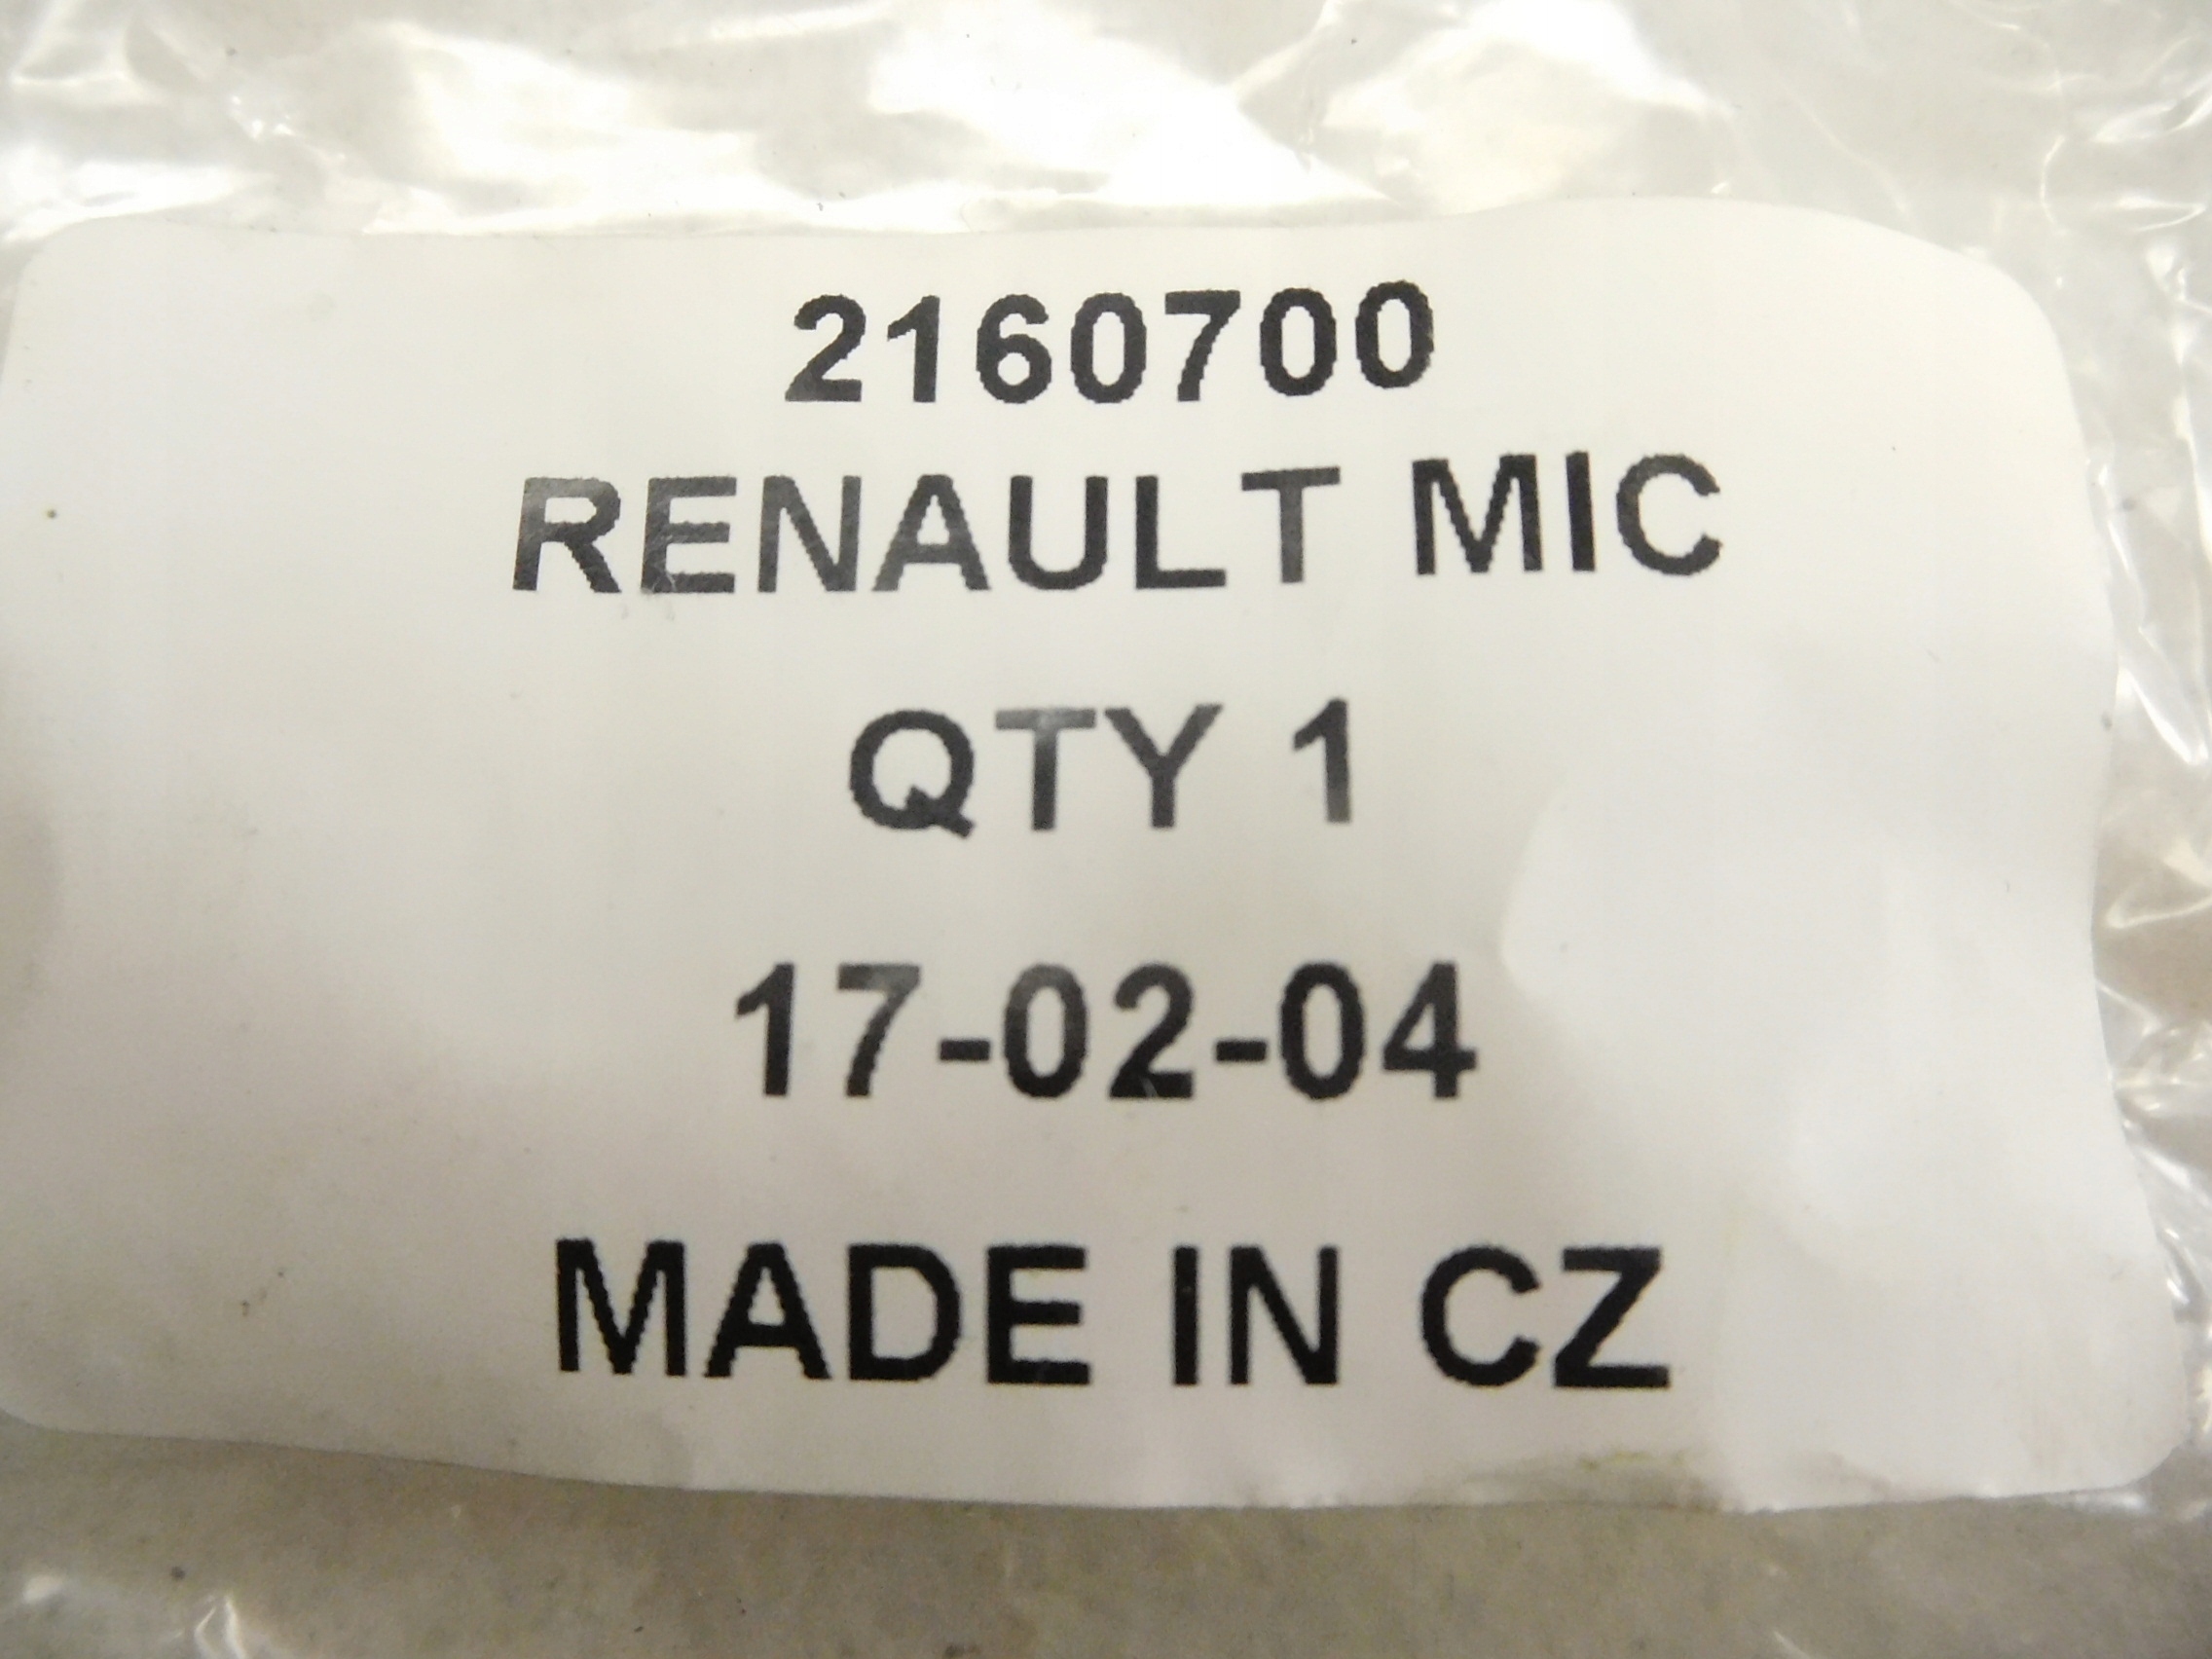 2160700
RENAULT MIC
QTY 1
17-02-04
MADE IN CZ